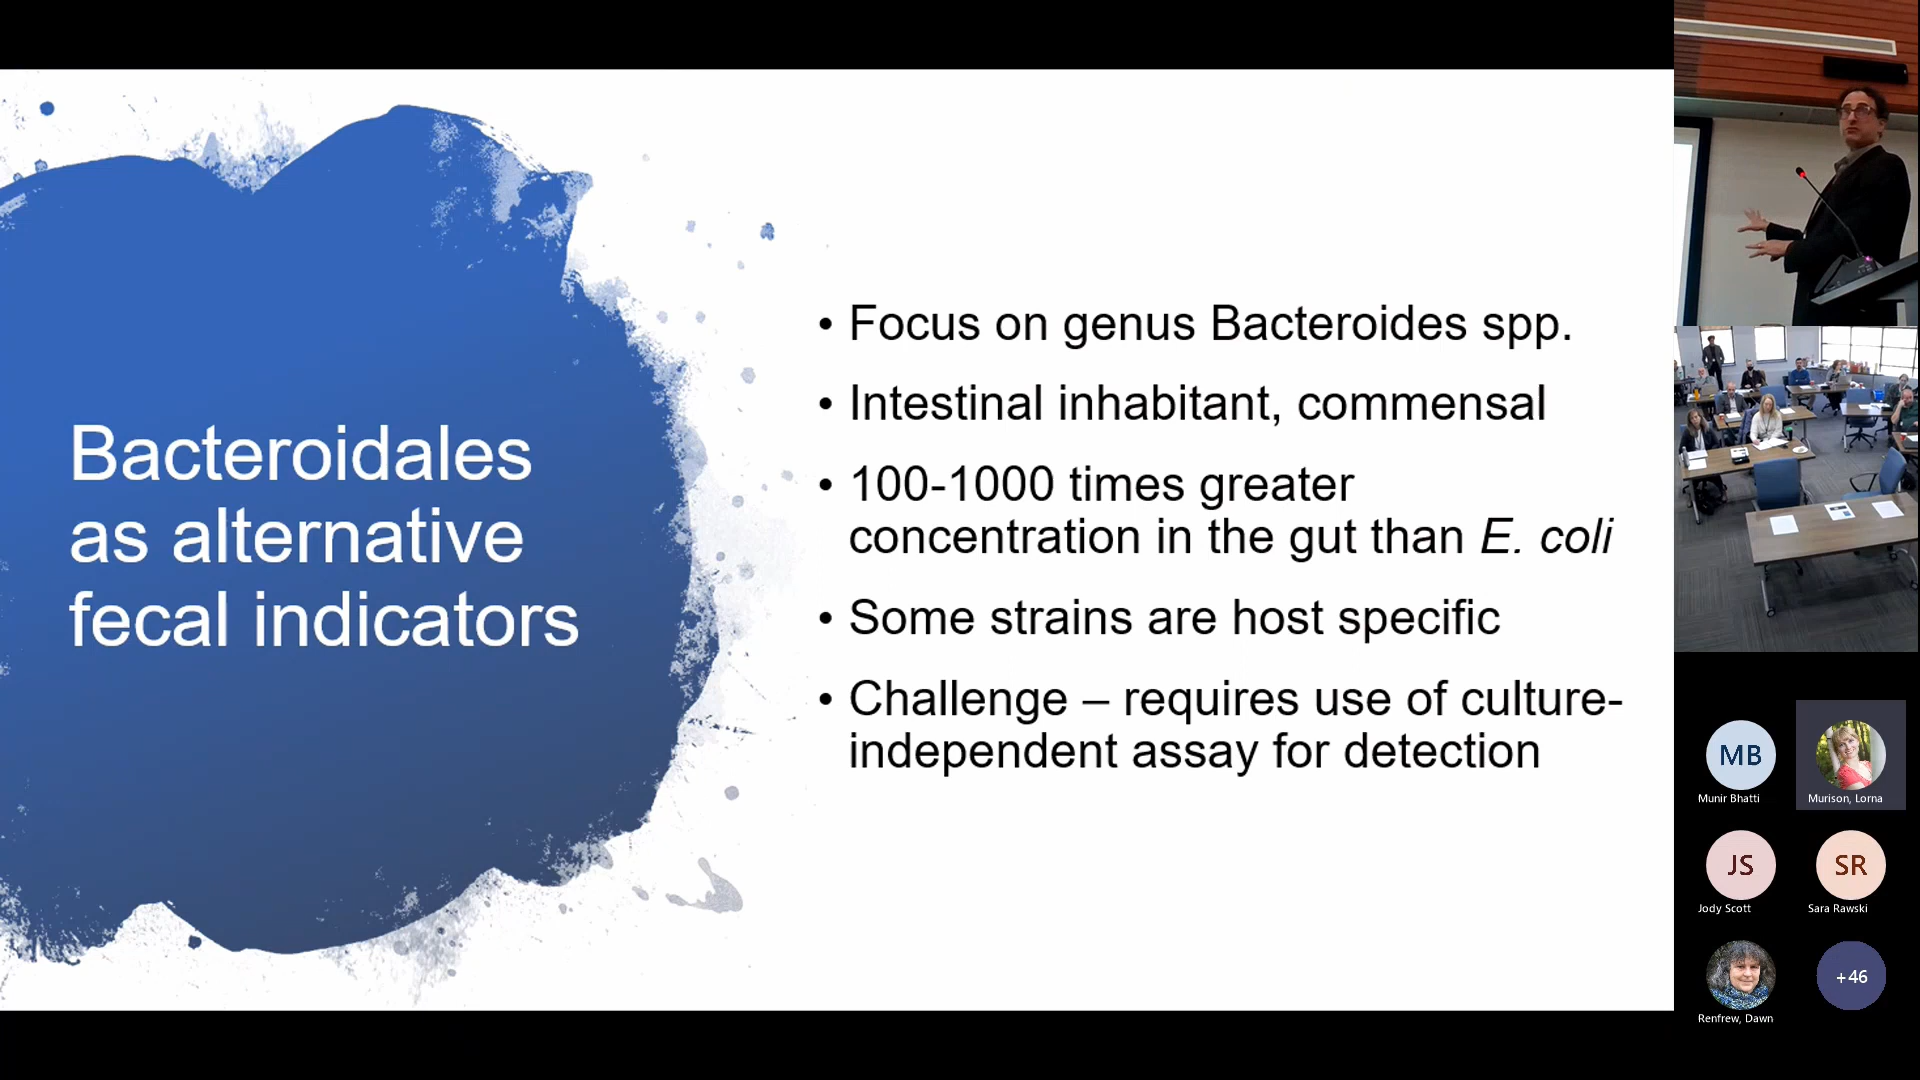 Bacteroidales
as alternative
fecal indicators
• Focus on genus Bacteroides spp.
• Intestinal inhabitant, commensal
• 100-1000 times greater
concentration in the gut than E. coli
• Some strains are host specific
• Challenge – requires use of culture-
independent assay for detection
MB
Munir Bhatti
Murison, Lorna
JS
Jody Scott
SR
Sara Rawski
Renfrew, Dawn
+46